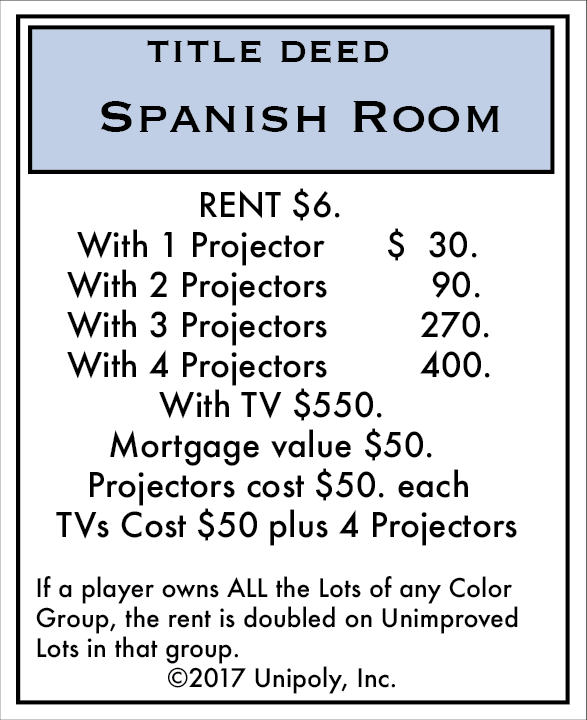 TITLE DEED
SPANISH ROOM
RENT $6.
With 1 Projector $ 30.
With 2 Projectors 90.
With 3 Projectors 270.
With 4 Projectors 400.
With TV $550.
Mortgage value $50.
Projectors cost $50. each
TVs Cost $50 plus 4 Projectors
If a player owns ALL the Lots of any Color
Group, the rent is doubled on Unimproved
Lots in that group.
©2017 Unipoly, Inc.